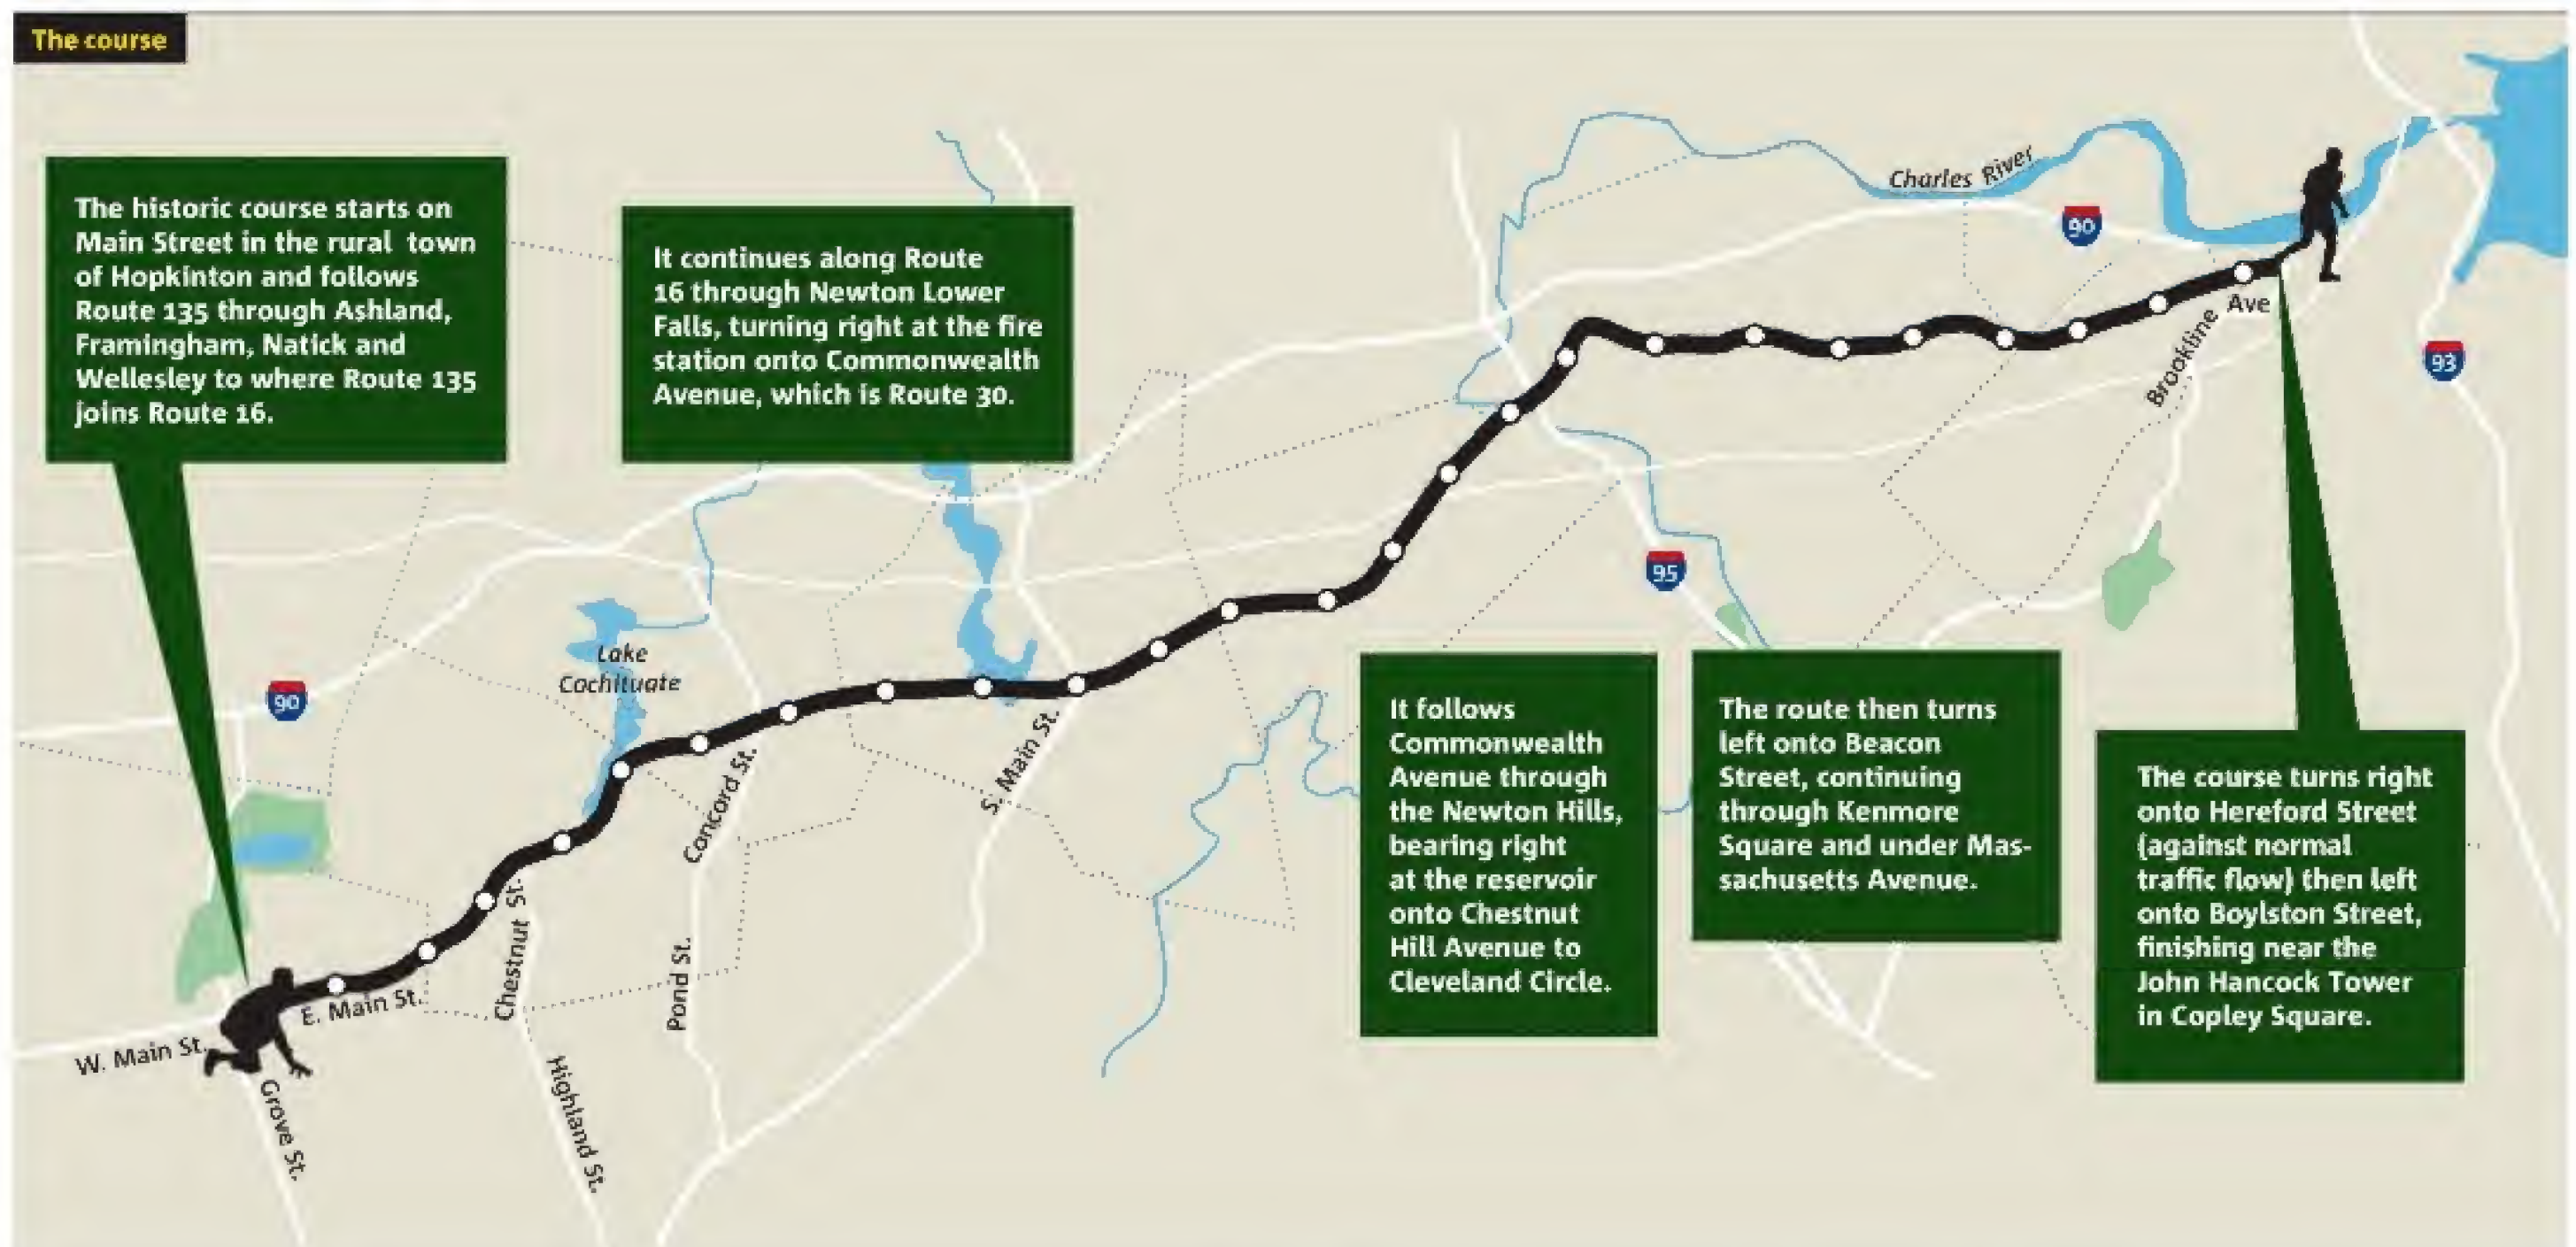 The course
The historic course starts on
Main Street in the rural town
of Hopkinton and follows
Route 135 through Ashland,
Framingham, Natick and
Wellesley to where Route 135
joins Route 16.
It continues along Route
16 through Newton Lower
Falls, turning right at the fire
station onto Commonwealth
Avenue, which is Route 30.
It follows
Commonwealth
Avenue through
the Newton Hills,
bearing right
at the reservoir
onto Chestnut
Hill Avenue to
Cleveland Circle.
The route then turns
left onto Beacon
Street, continuing
through Kenmore
Square and under Mas-
sachusetts Avenue.
The course turns right
onto Hereford Street
(against normal
traffic flow) then left
onto Boylston Street,
finishing near the
John Hancock Tower
in Copley Square.
Charles River
90
93
Brookline Ave
95
Lake
Cochituate
90
S. Main St.
Concord St.
Chestnut St.
Pond St.
E. Main St.
W. Main St.
Grove St.
Highland St.